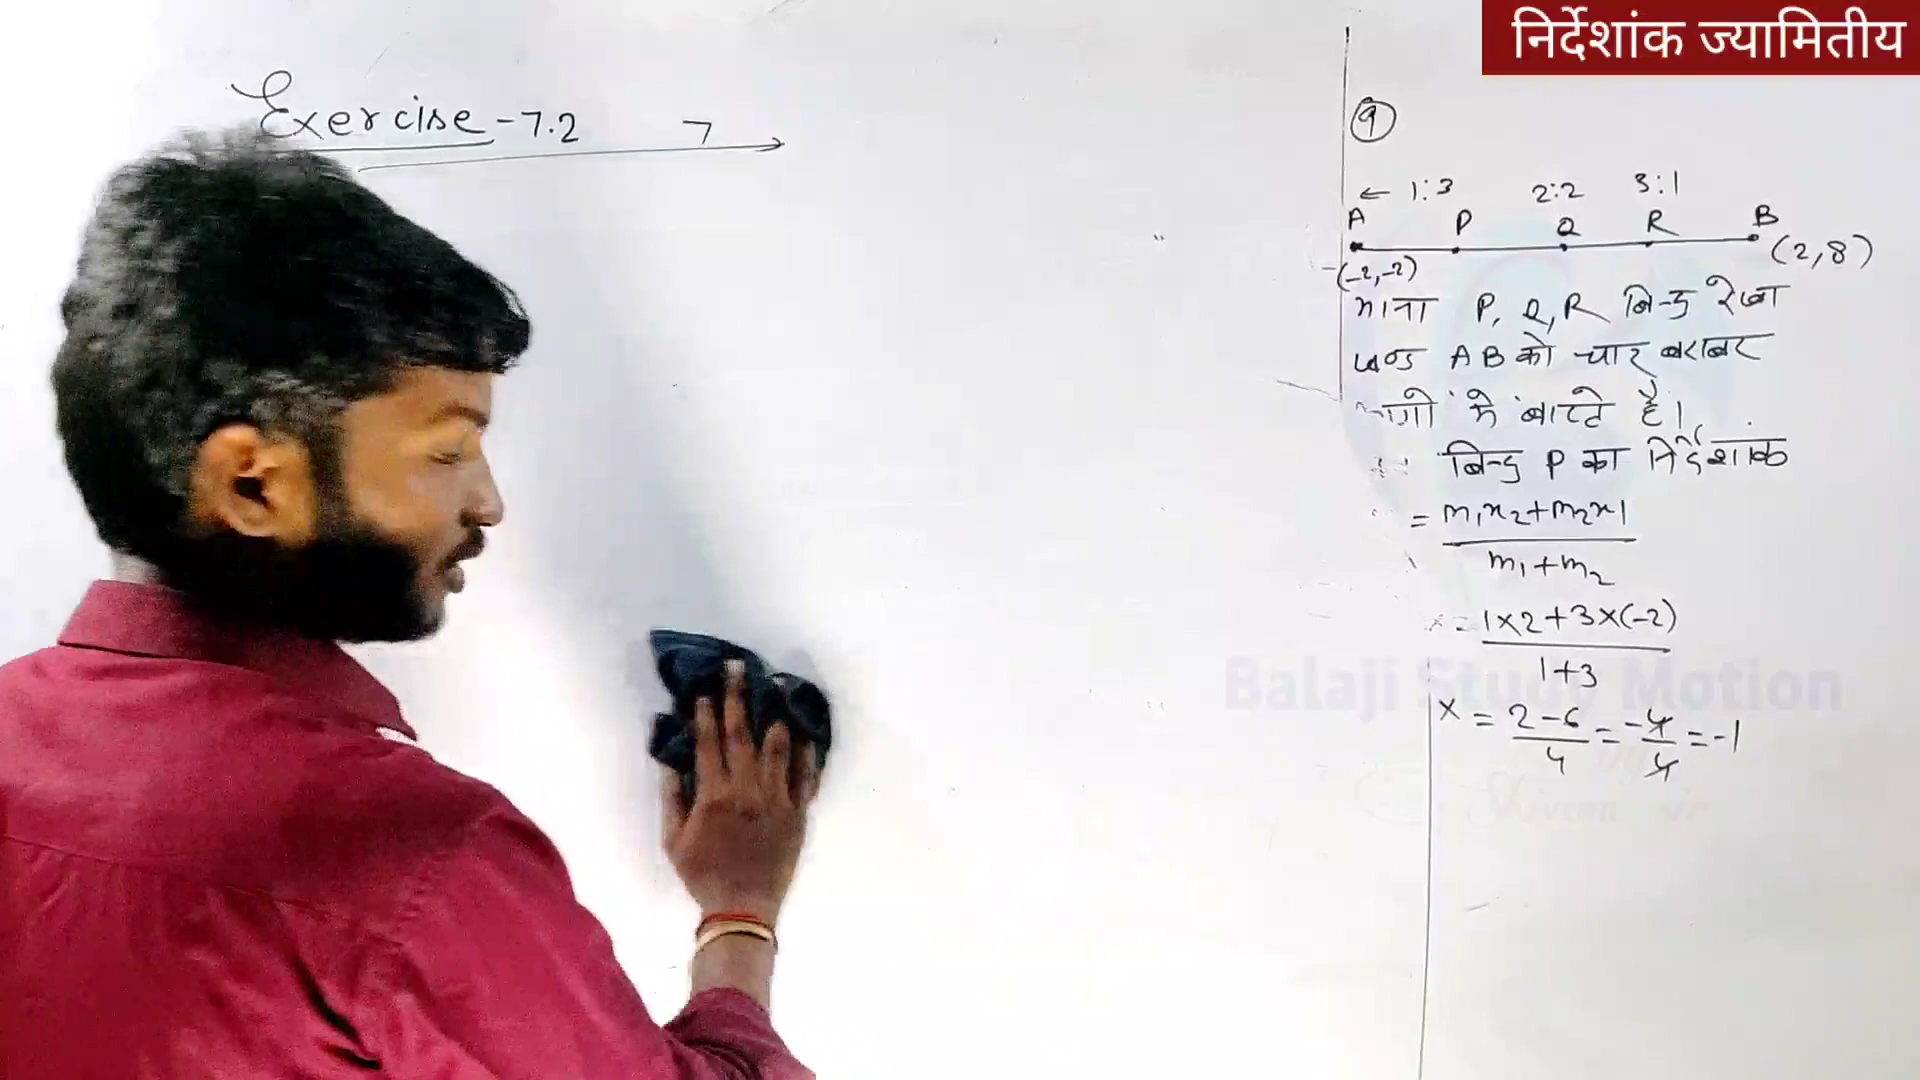 निर्देशांक ज्यामितीय
Exercise-7.2 7
9
← 1:3 2:2 3:1
A P Q R B
(-2,-2) (2,8)
माना P, Q, R बिन्दु रेखा
खण्ड AB को चार बराबर
भागो में बाटते है।
बिन्दु P का निर्देशांक
= m₁x₂+m₂x₁
m₁+m₂
x = 1×2+3×(-2)
1+3
x = 2-6 = -4 = -1
4 4
Balaji Study Motion